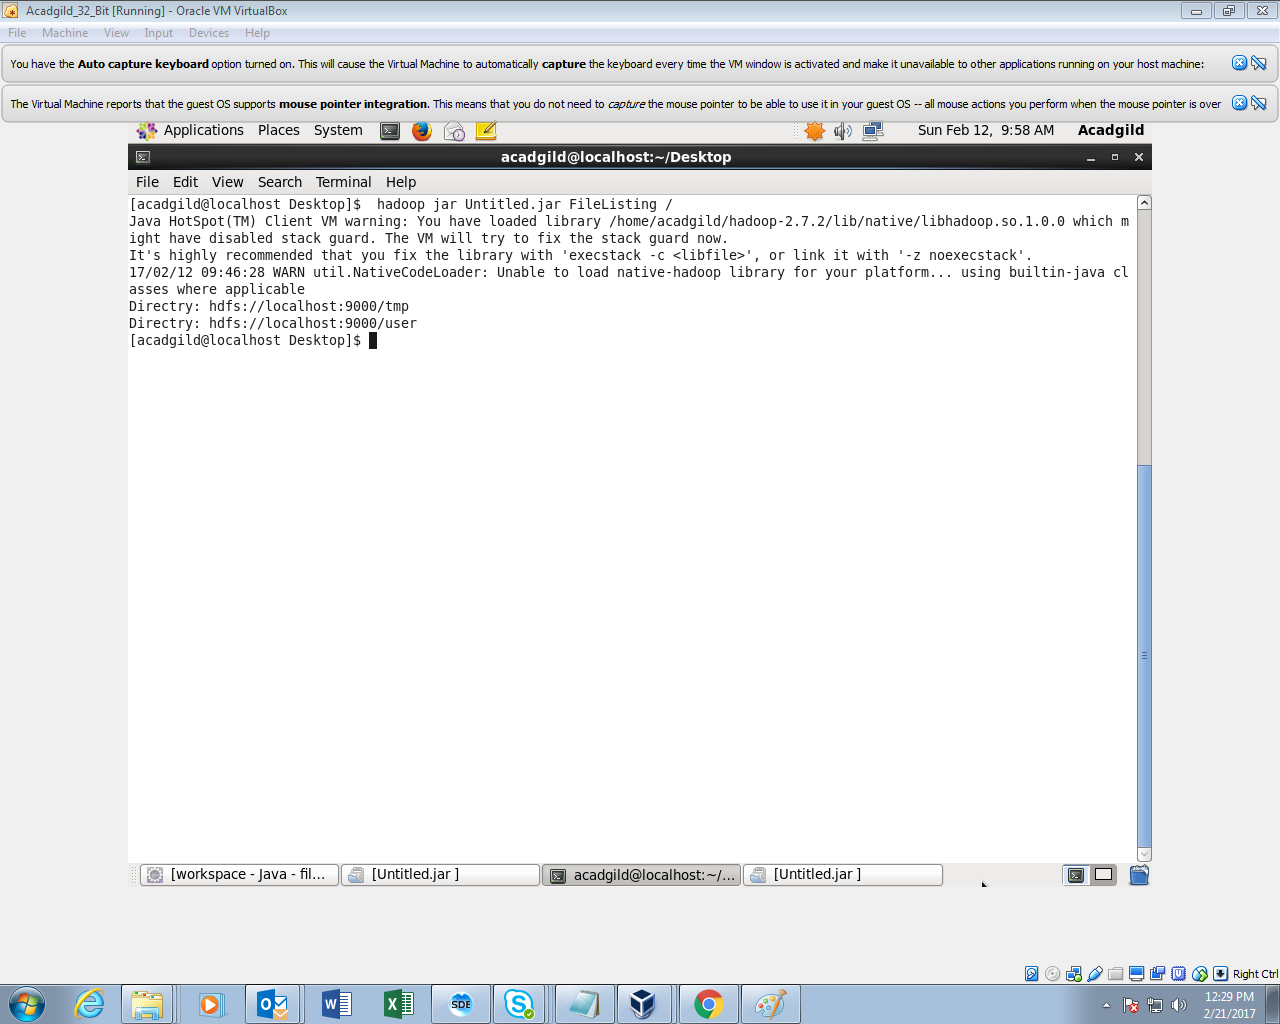 Acadgild_32_Bit [Running] - Oracle VM VirtualBox
File Machine View Input Devices Help
You have the Auto capture keyboard option turned on. This will cause the Virtual Machine to automatically capture the keyboard every time the VM window is activated and make it unavailable to other applications running on your host machine:
The Virtual Machine reports that the guest OS supports mouse pointer integration. This means that you do not need to capture the mouse pointer to be able to use it in your guest OS -- all mouse actions you perform when the mouse pointer is over
Applications Places System Sun Feb 12, 9:58 AM Acadgild
acadgild@localhost:~/Desktop
File Edit View Search Terminal Help
[acadgild@localhost Desktop]$  hadoop jar Untitled.jar FileListing /
Java HotSpot(TM) Client VM warning: You have loaded library /home/acadgild/hadoop-2.7.2/lib/native/libhadoop.so.1.0.0 which m
ight have disabled stack guard. The VM will try to fix the stack guard now.
It's highly recommended that you fix the library with 'execstack -c <libfile>', or link it with '-z noexecstack'.
17/02/12 09:46:28 WARN util.NativeCodeLoader: Unable to load native-hadoop library for your platform... using builtin-java cl
asses where applicable
Directry: hdfs://localhost:9000/tmp
Directry: hdfs://localhost:9000/user
[acadgild@localhost Desktop]$
[workspace - Java - fil... [Untitled.jar ] acadgild@localhost:~/... [Untitled.jar ]
Right Ctrl
SDE
12:29 PM
2/21/2017